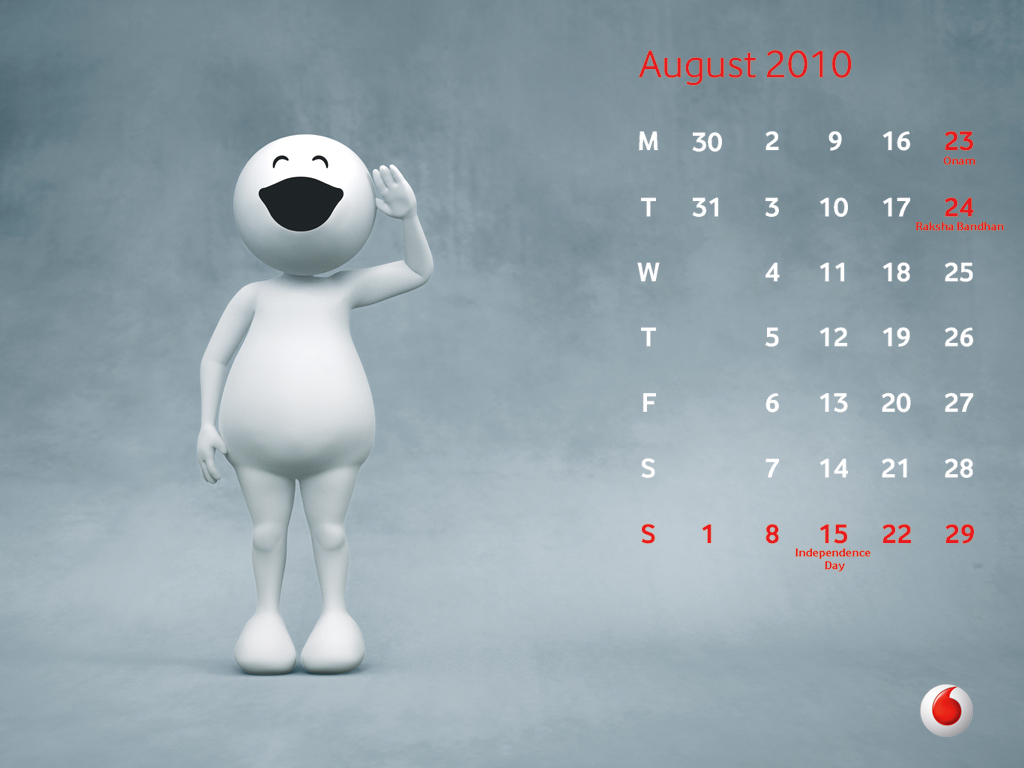 August 2010
M 30 2 9 16 23
Onam
T 31 3 10 17 24
Raksha Bandhan
W 4 11 18 25
T 5 12 19 26
F 6 13 20 27
S 7 14 21 28
S 1 8 15 22 29
Independence
Day